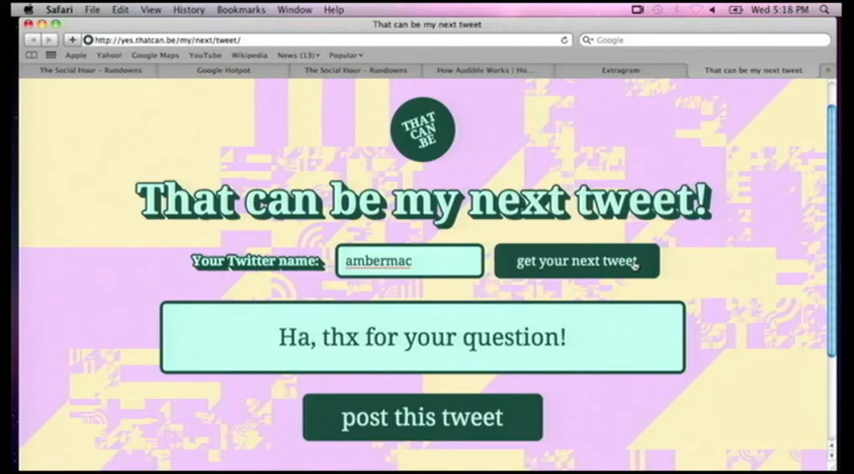 Safari File Edit View History Bookmarks Window Help Wed 5:18 PM
That can be my next tweet
http://yes.thatcan.be/my/next/tweet/ Google
Apple Yahoo! Google Maps YouTube Wikipedia News (13) Popular
The Social Hour - Rundowns Google Hotpot The Social Hour - Rundowns How Audible Works | Ho... Extragram That can be my next tweet
THAT
CAN
.BE
That can be my next tweet!
Your Twitter name: ambermac get your next tweet
Ha, thx for your question!
post this tweet